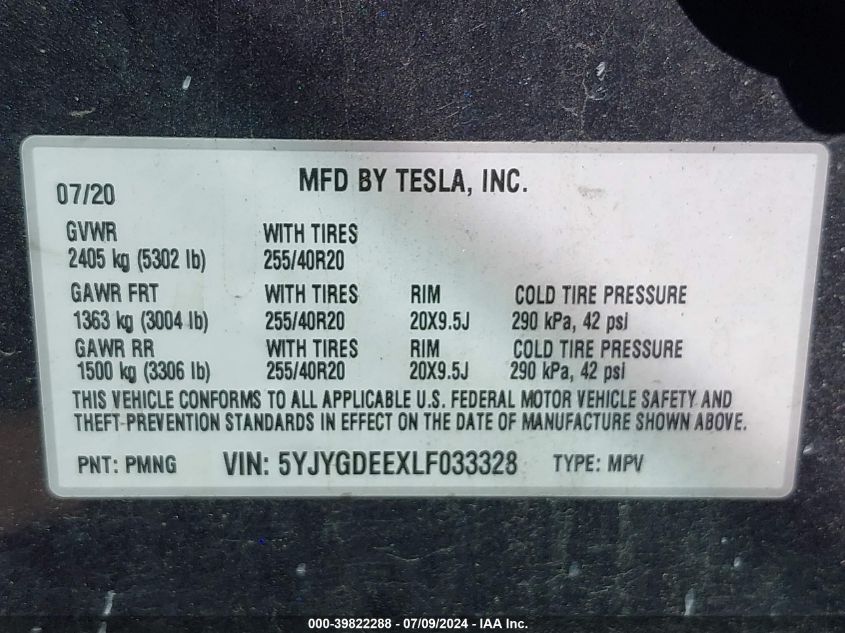 07/20 MFD BY TESLA, INC.
GVWR WITH TIRES
2405 kg (5302 lb) 255/40R20
GAWR FRT WITH TIRES RIM COLD TIRE PRESSURE
1363 kg (3004 lb) 255/40R20 20X9.5J 290 kPa, 42 psi
GAWR RR WITH TIRES RIM COLD TIRE PRESSURE
1500 kg (3306 lb) 255/40R20 20X9.5J 290 kPa, 42 psi
THIS VEHICLE CONFORMS TO ALL APPLICABLE U.S. FEDERAL MOTOR VEHICLE SAFETY AND
THEFT-PREVENTION STANDARDS IN EFFECT ON THE DATE OF MANUFACTURE SHOWN ABOVE.
PNT: PMNG VIN: 5YJYGDEEXLF033328 TYPE: MPV
000-39822288 - 07/09/2024 - IAA Inc.